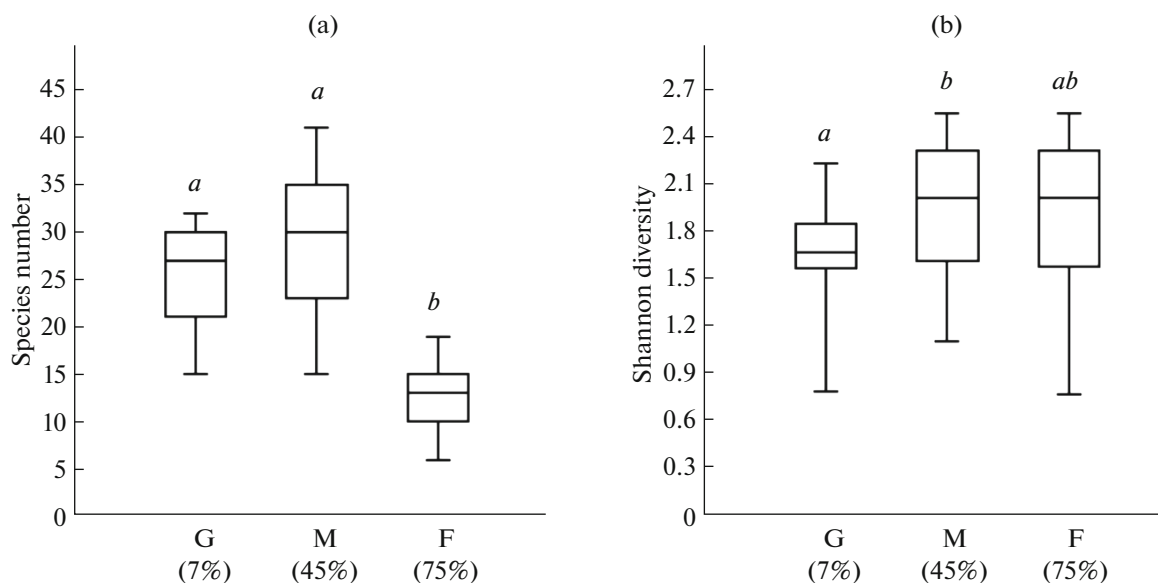 (a)
Species number
45
40
35
30
25
20
15
10
5
0
a
a
b
G M F
(7%) (45%) (75%)
(b)
Shannon diversity
2.7
2.4
2.1
1.8
1.5
1.2
0.9
0.6
0.3
0
a
b
ab
G M F
(7%) (45%) (75%)